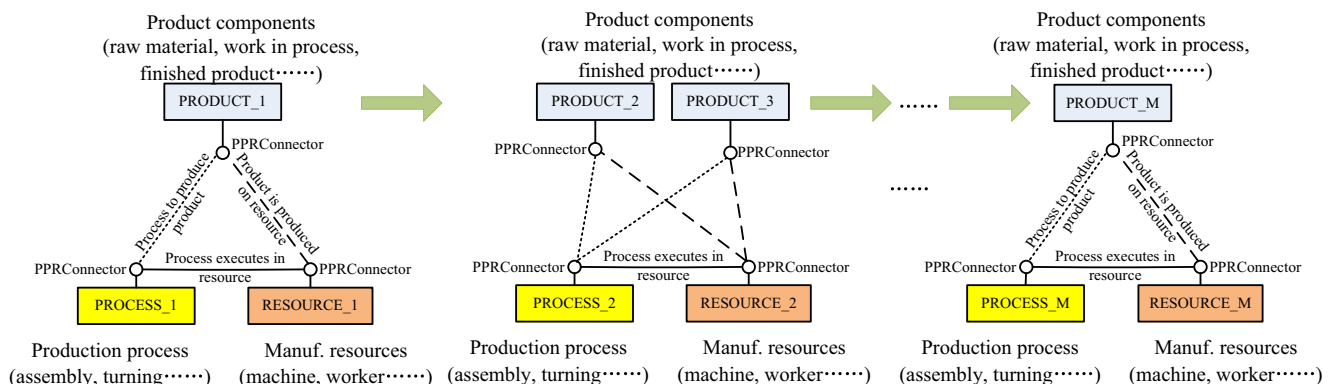 Product components
(raw material, work in process,
finished product……)
PRODUCT_1
PPRConnector
Process to produce
product
Product is produced
on resource
PPRConnector
Process executes in
resource
PPRConnector
PROCESS_1
RESOURCE_1
Production process
(assembly, turning……)
Manuf. resources
(machine, worker……)
Product components
(raw material, work in process,
finished product……)
PRODUCT_2
PRODUCT_3
PPRConnector
PPRConnector
PPRConnector
Process executes in
resource
PPRConnector
PROCESS_2
RESOURCE_2
Production process
(assembly, turning……)
Manuf. resources
(machine, worker……)
……
……
Product components
(raw material, work in process,
finished product……)
PRODUCT_M
PPRConnector
Process to produce
product
Product is produced
on resource
PPRConnector
Process executes in
resource
PPRConnector
PROCESS_M
RESOURCE_M
Production process
(assembly, turning……)
Manuf. resources
(machine, worker……)